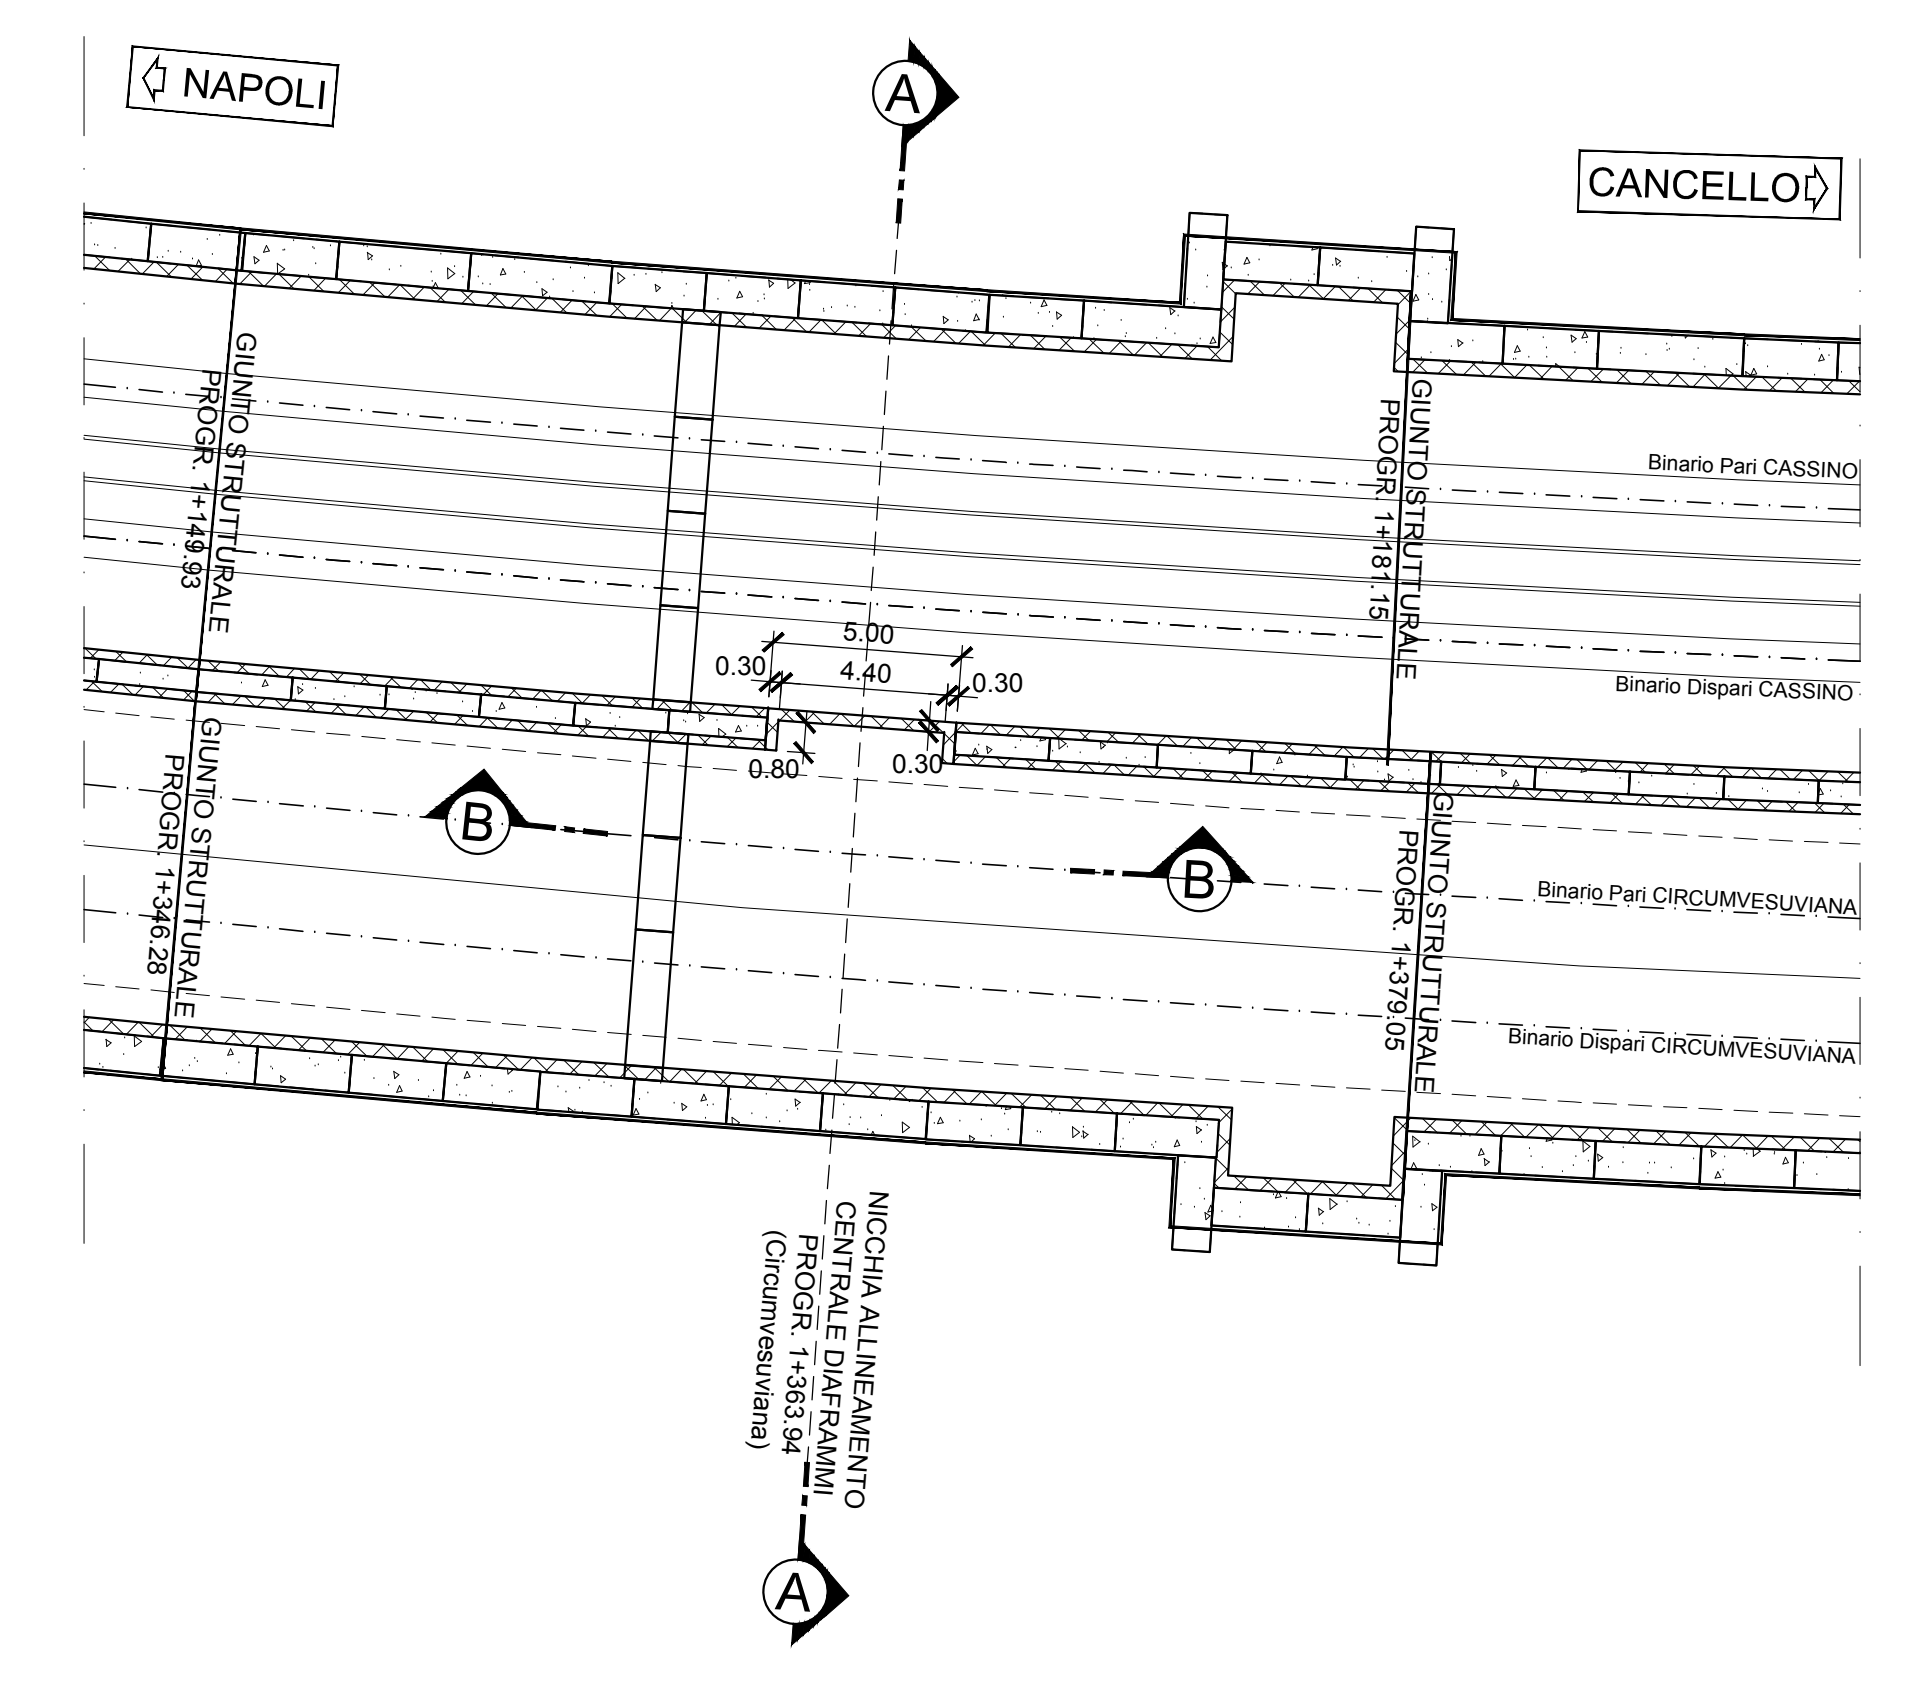 NAPOLI
A
CANCELLO
GIUNTO STRUTTURALE
PROGR. 1+149.93
GIUNTO STRUTTURALE
PROGR. 1+181.15
Binario Pari CASSINO
Binario Dispari CASSINO
5.00
0.30
4.40
0.30
0.80
0.30
GIUNTO STRUTTURALE
PROGR. 1+346.28
B
B
GIUNTO STRUTTURALE
PROGR. 1+379.05
Binario Pari CIRCUMVESUVIANA
Binario Dispari CIRCUMVESUVIANA
NICCHIA ALLINEAMENTO
CENTRALE DIAFRAMMI
PROGR. 1+363.94
(Circumvesuviana)
A